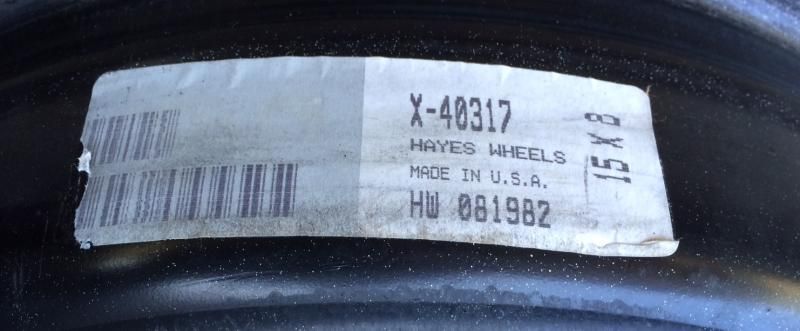 X-40317
HAYES WHEELS
MADE IN U.S.A.
HW 081982
15 X 8